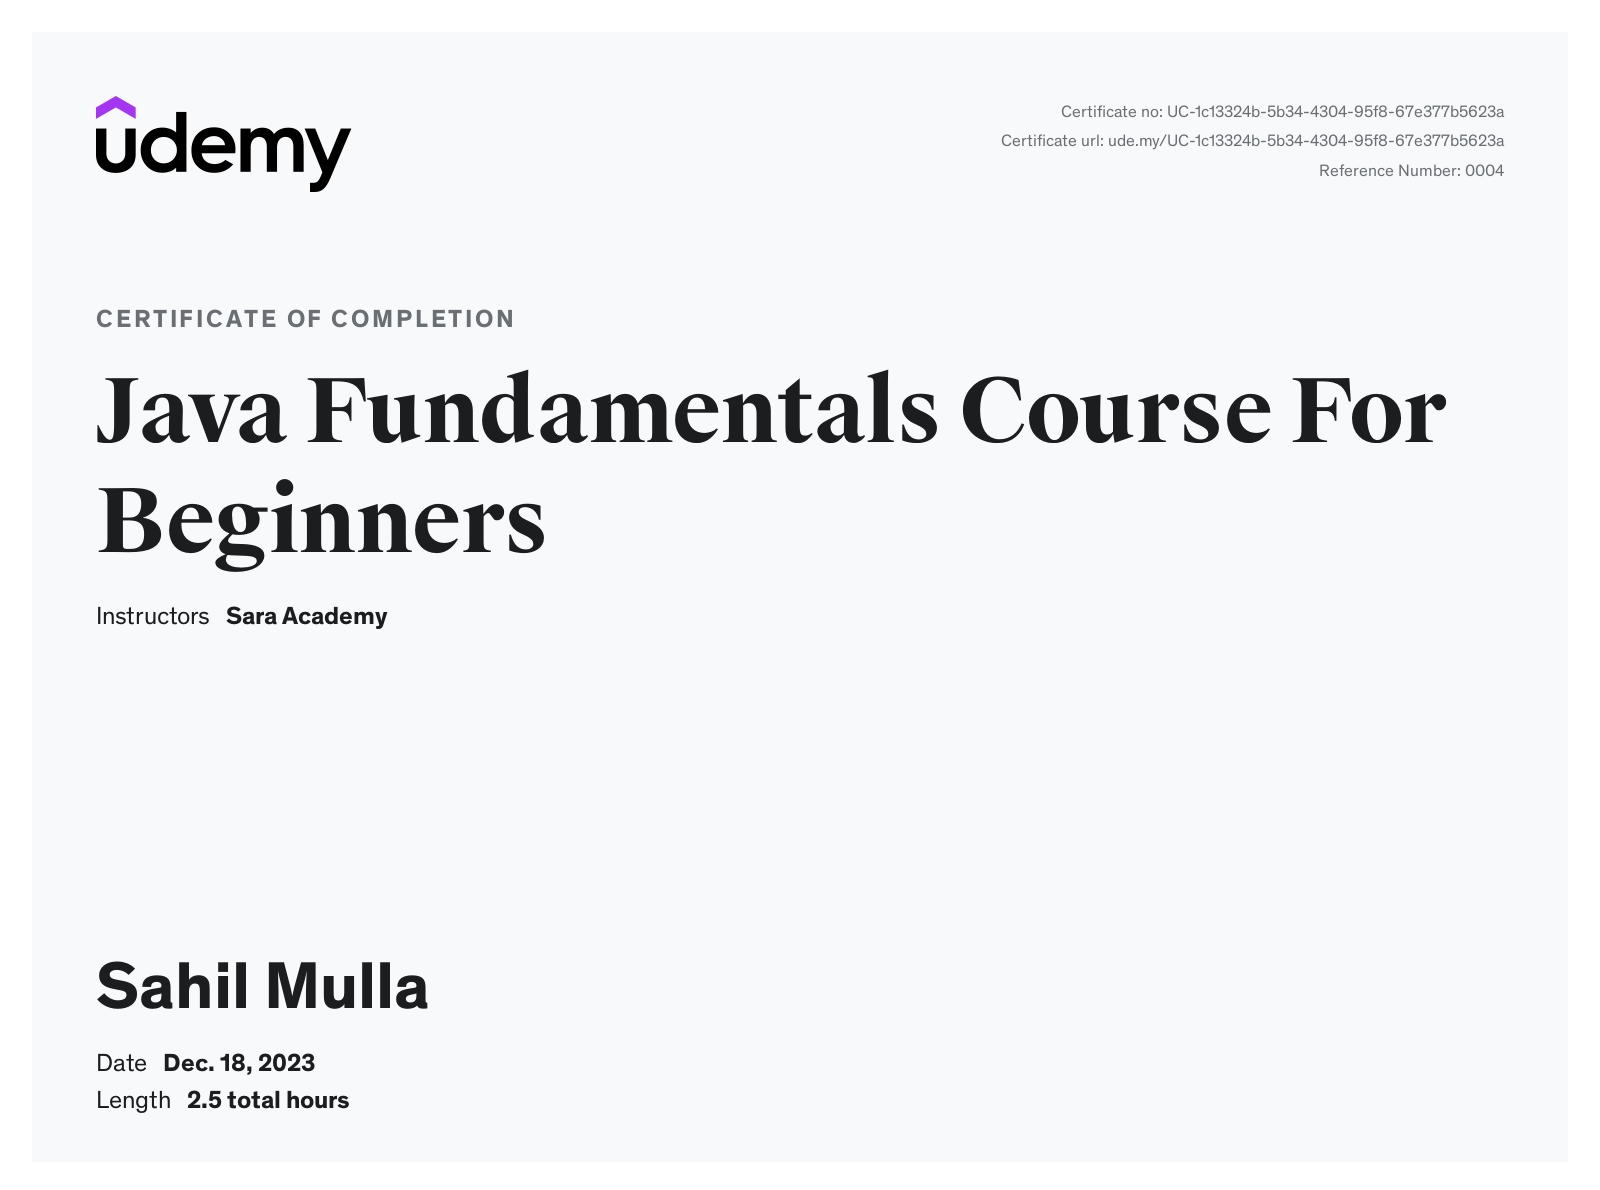 udemy
Certificate no: UC-1c13324b-5b34-4304-95f8-67e377b5623a
Certificate url: ude.my/UC-1c13324b-5b34-4304-95f8-67e377b5623a
Reference Number: 0004
CERTIFICATE OF COMPLETION
Java Fundamentals Course For
Beginners
Instructors Sara Academy
Sahil Mulla
Date Dec. 18, 2023
Length 2.5 total hours